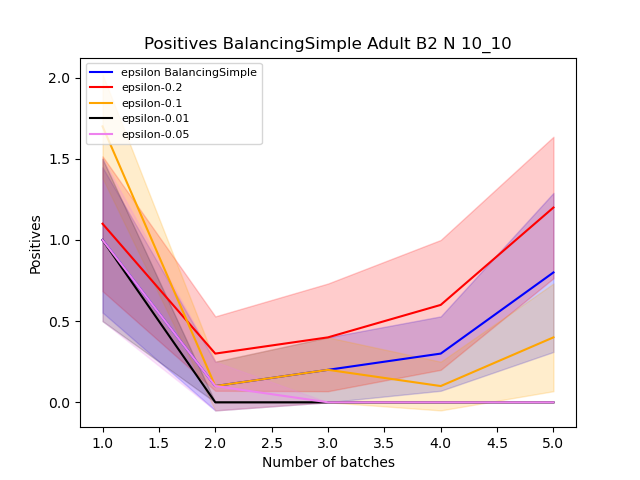 Positives BalancingSimple Adult B2 N 10_10
epsilon BalancingSimple
epsilon-0.2
epsilon-0.1
epsilon-0.01
epsilon-0.05
Positives
2.0
1.5
1.0
0.5
0.0
1.0 1.5 2.0 2.5 3.0 3.5 4.0 4.5 5.0
Number of batches